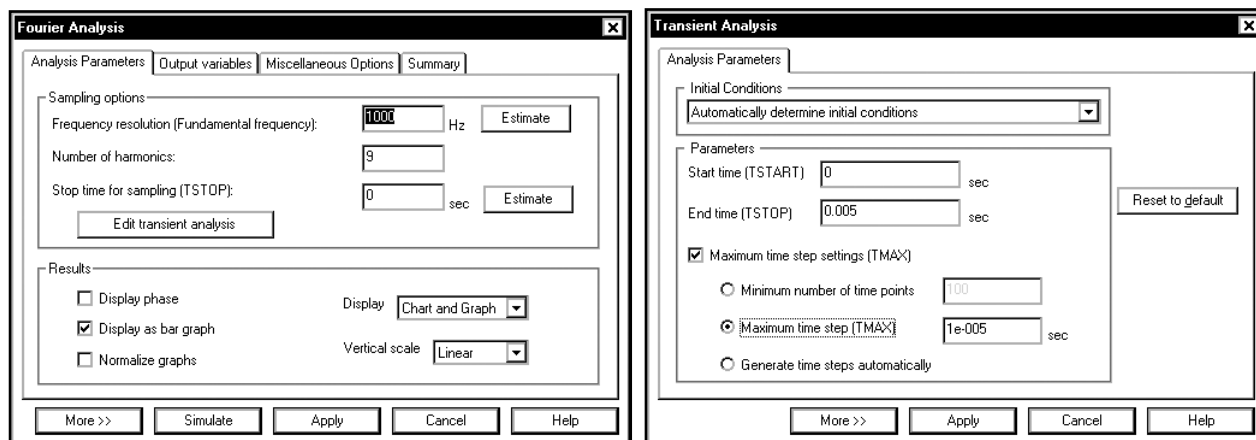 Fourier Analysis
Analysis Parameters Output variables Miscellaneous Options Summary
Sampling options
Frequency resolution (Fundamental frequency): 1000 Hz Estimate
Number of harmonics: 9
Stop time for sampling (TSTOP): 0 sec Estimate
Edit transient analysis
Results
Display phase
Display Chart and Graph
Display as bar graph
Vertical scale Linear
Normalize graphs
More >> Simulate Apply Cancel Help
Transient Analysis
Analysis Parameters
Initial Conditions
Automatically determine initial conditions
Parameters
Start time (TSTART) 0 sec
Reset to default
End time (TSTOP) 0.005 sec
Maximum time step settings (TMAX)
Minimum number of time points 100
Maximum time step (TMAX) 1e-005 sec
Generate time steps automatically
More >> Apply Cancel Help